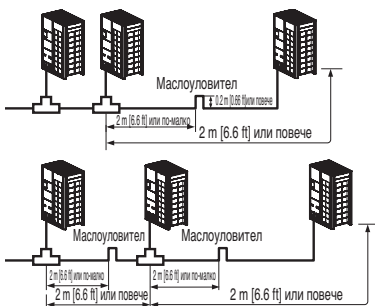 Маслоуловител
0.2 m [0.66 ft]или повече
2 m [6.6 ft] или по-малко
2 m [6.6 ft] или повече
Маслоуловител
Маслоуловител
2 m [6.6 ft] или по-малко
2 m [6.6 ft] или по-малко
2 m [6.6 ft] или повече
2 m [6.6 ft] или повече